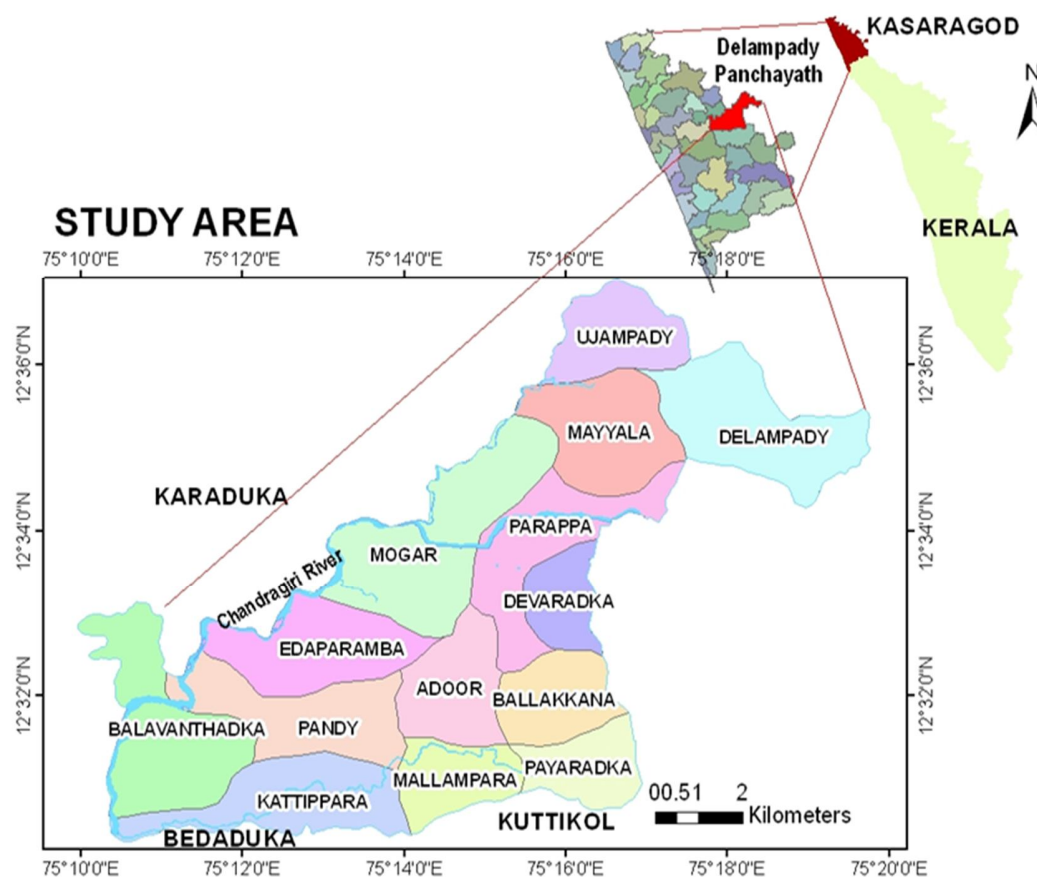 KASARAGOD
Delampady
Panchayath
N
KERALA
STUDY AREA
75°10'0"E 75°12'0"E 75°14'0"E 75°16'0"E 75°18'0"E
UJAMPADY
12°36'0"N 12°36'0"N
MAYYALA
DELAMPADY
KARADUKA
12°34'0"N 12°34'0"N
PARAPPA
MOGAR
Chandragiri River
DEVARADKA
EDAPARAMBA
ADOOR
12°32'0"N 12°32'0"N
BALLAKKANA
BALAVANTHADKA
PANDY
PAYARADKA
MALLAMPARA
KATTIPPARA
00.51 2
Kilometers
KUTTIKOL
BEDADUKA
75°10'0"E 75°12'0"E 75°14'0"E 75°16'0"E 75°18'0"E 75°20'0"E